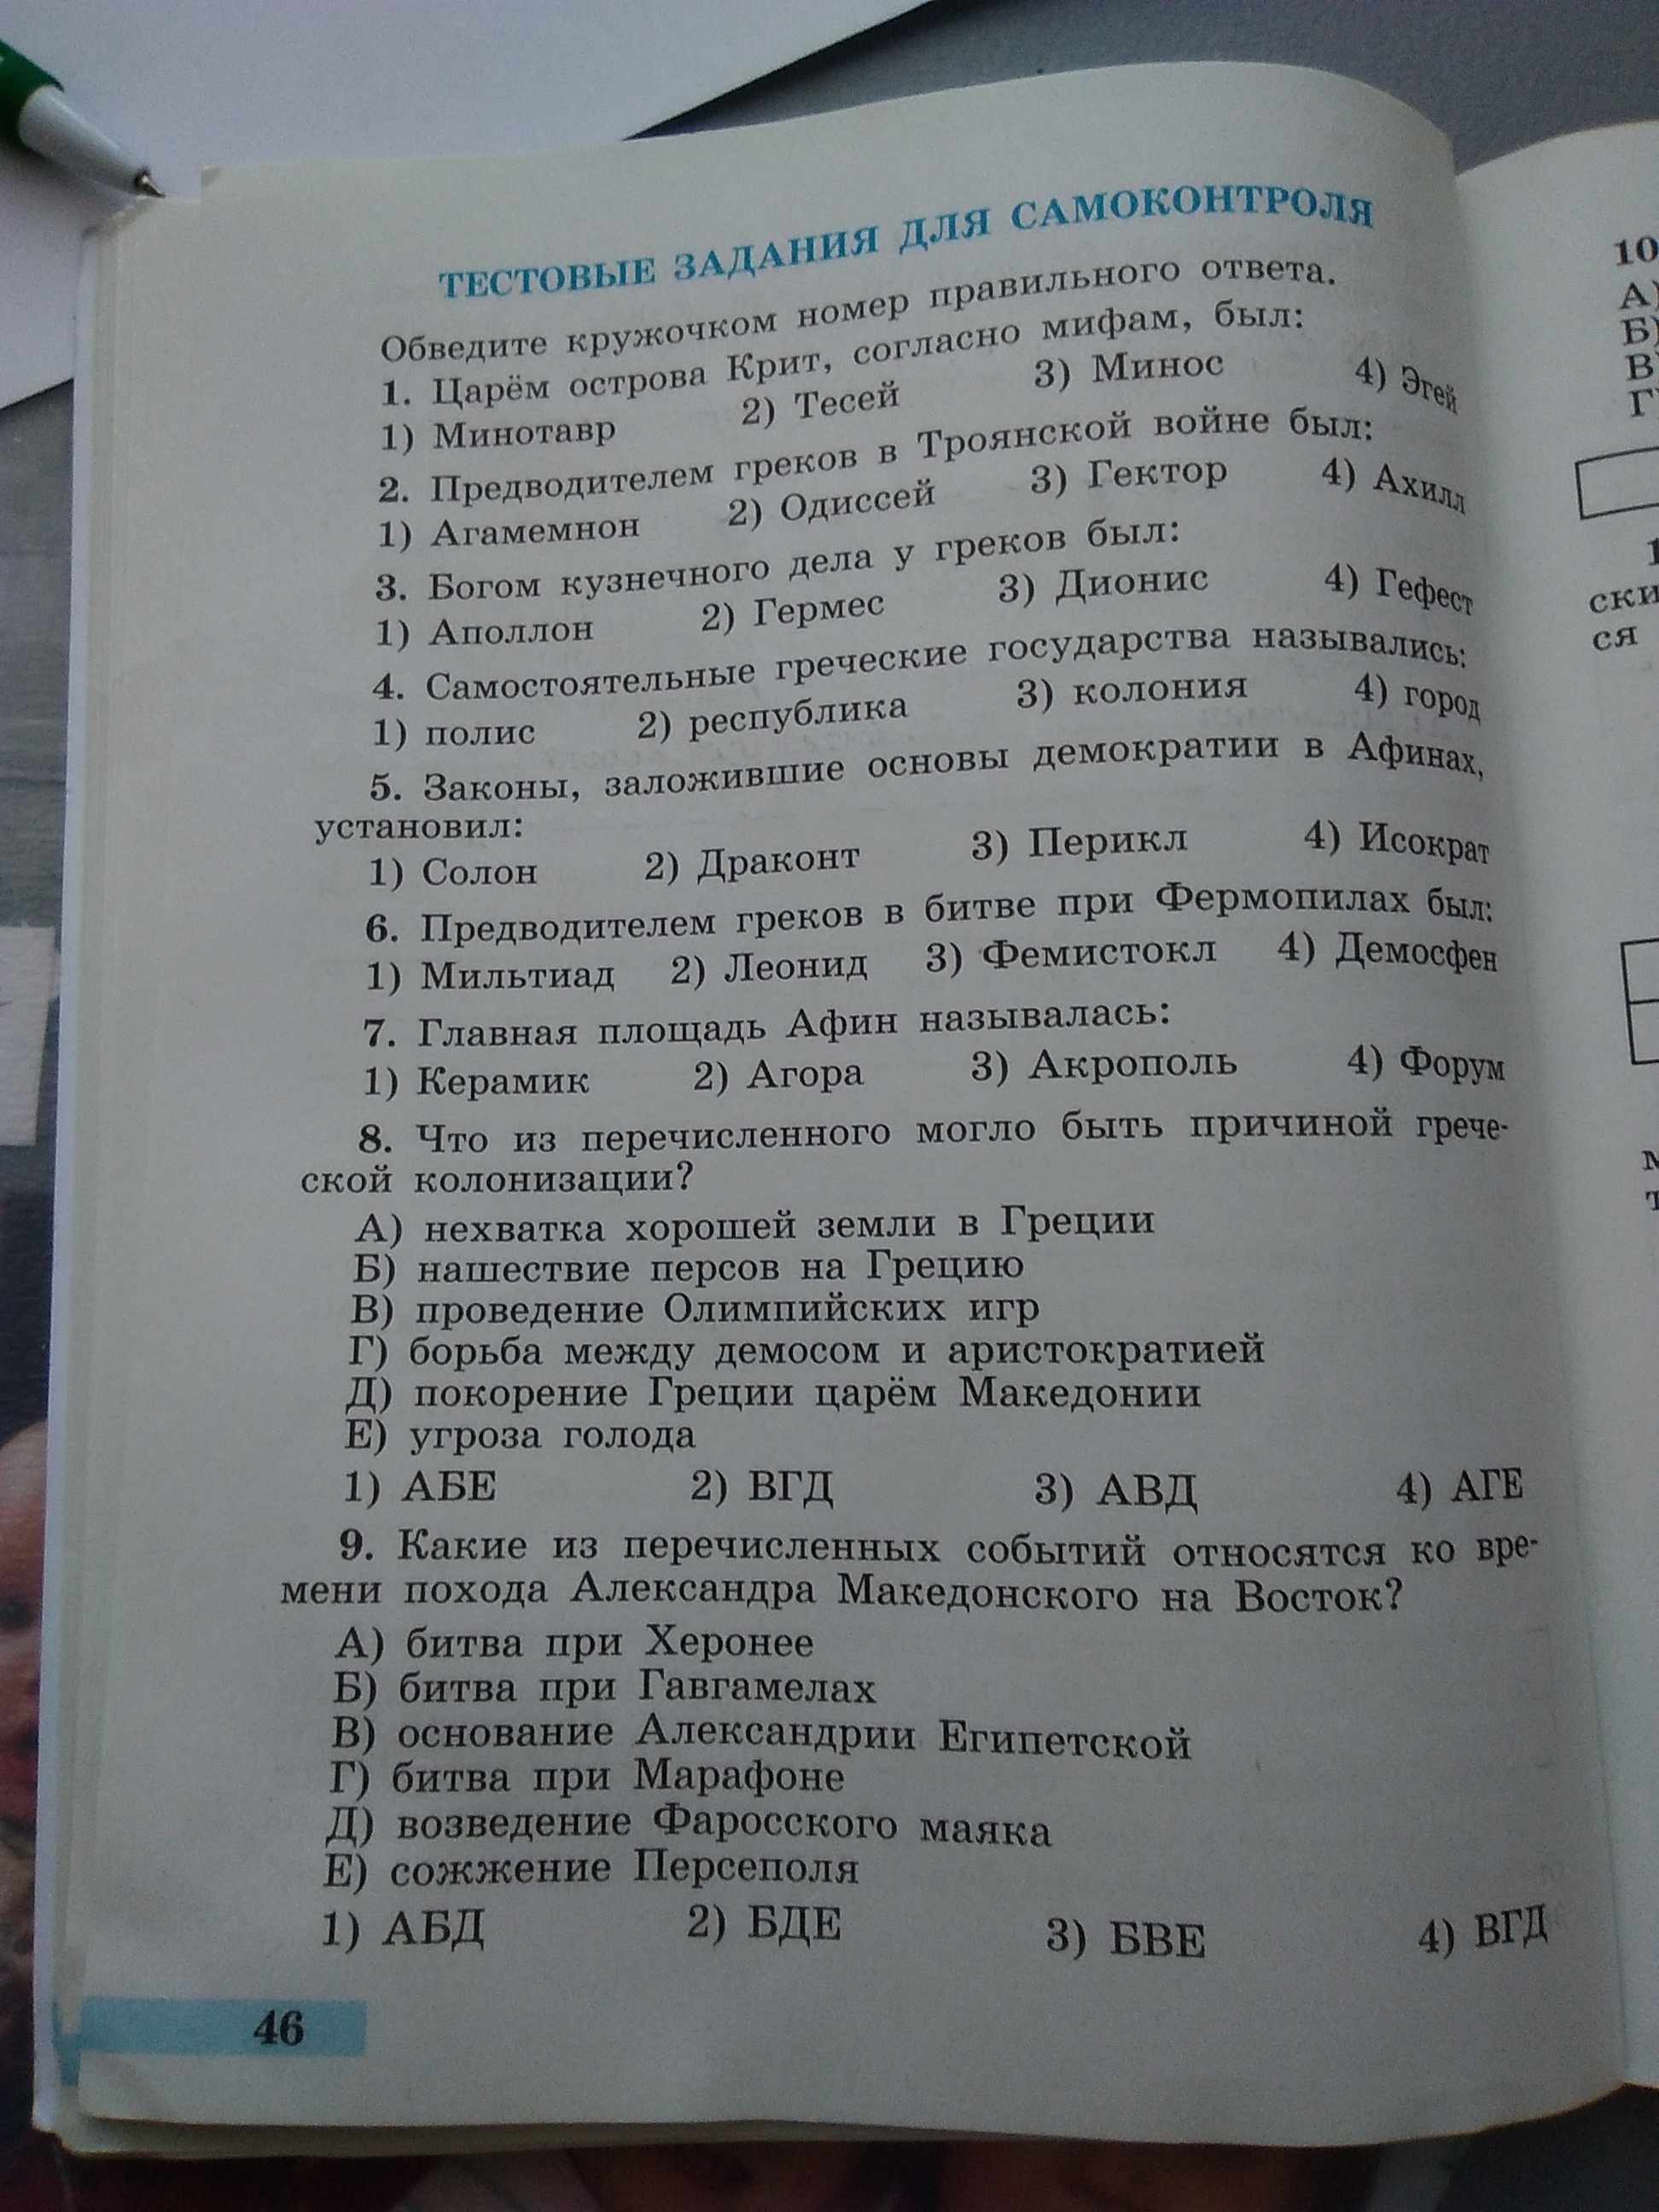 ТЕСТОВЫЕ ЗАДАНИЯ ДЛЯ САМОКОНТРОЛЯ
Обведите кружочком номер правильного ответа.
1. Царём острова Крит, согласно мифам, был:
1) Минотавр 2) Тесей 3) Минос 4) Эгей
2. Предводителем греков в Троянской войне был:
1) Агамемнон 2) Одиссей 3) Гектор 4) Ахилл
3. Богом кузнечного дела у греков был:
1) Аполлон 2) Гермес 3) Дионис 4) Гефест
4. Самостоятельные греческие государства назывались:
1) полис 2) республика 3) колония 4) город
5. Законы, заложившие основы демократии в Афинах,
установил:
1) Солон 2) Драконт 3) Перикл 4) Исократ
6. Предводителем греков в битве при Фермопилах был:
1) Мильтиад 2) Леонид 3) Фемистокл 4) Демосфен
7. Главная площадь Афин называлась:
1) Керамик 2) Агора 3) Акрополь 4) Форум
8. Что из перечисленного могло быть причиной грече-
ской колонизации?
А) нехватка хорошей земли в Греции
Б) нашествие персов на Грецию
В) проведение Олимпийских игр
Г) борьба между демосом и аристократией
Д) покорение Греции царём Македонии
Е) угроза голода
1) АБЕ 2) ВГД 3) АВД 4) АГЕ
9. Какие из перечисленных событий относятся ко вре-
мени похода Александра Македонского на Восток?
А) битва при Херонее
Б) битва при Гавгамелах
В) основание Александрии Египетской
Г) битва при Марафоне
Д) возведение Фаросского маяка
Е) сожжение Персеполя
1) АБД 2) БДЕ 3) БВЕ 4) ВГД
46
10
А)
Б)
В)
Г)
ски
ся